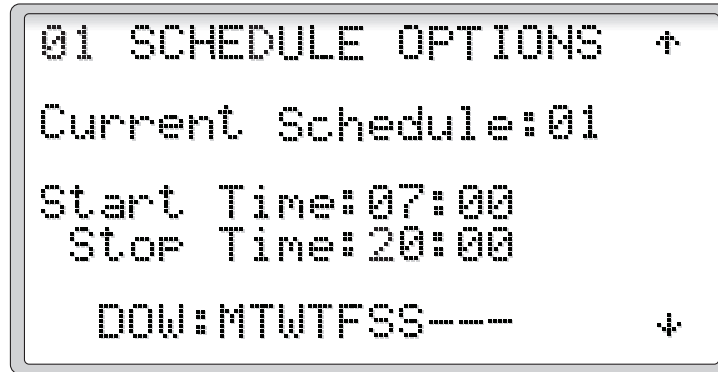 01 SCHEDULE OPTIONS ↑
Current Schedule:01
Start Time:07:00
Stop Time:20:00
DOW:MTWTFSS--- ↓